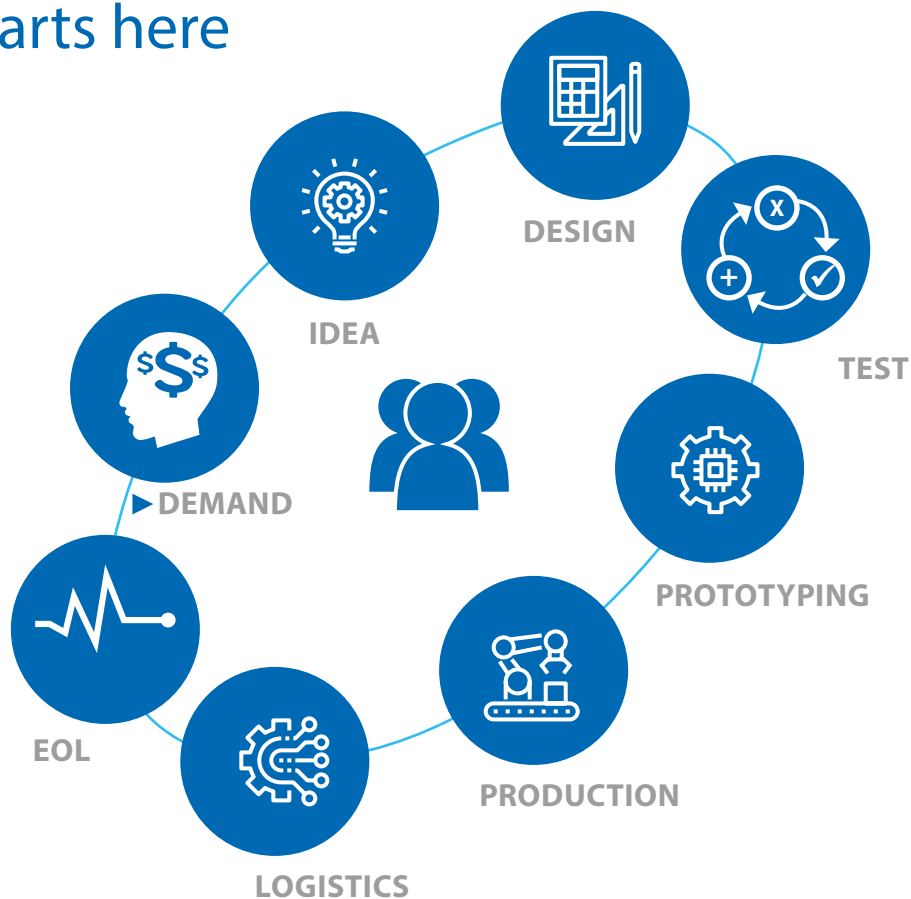 arts here
DESIGN
X
+
TEST
IDEA
$$$
▶DEMAND
PROTOTYPING
EOL
PRODUCTION
LOGISTICS